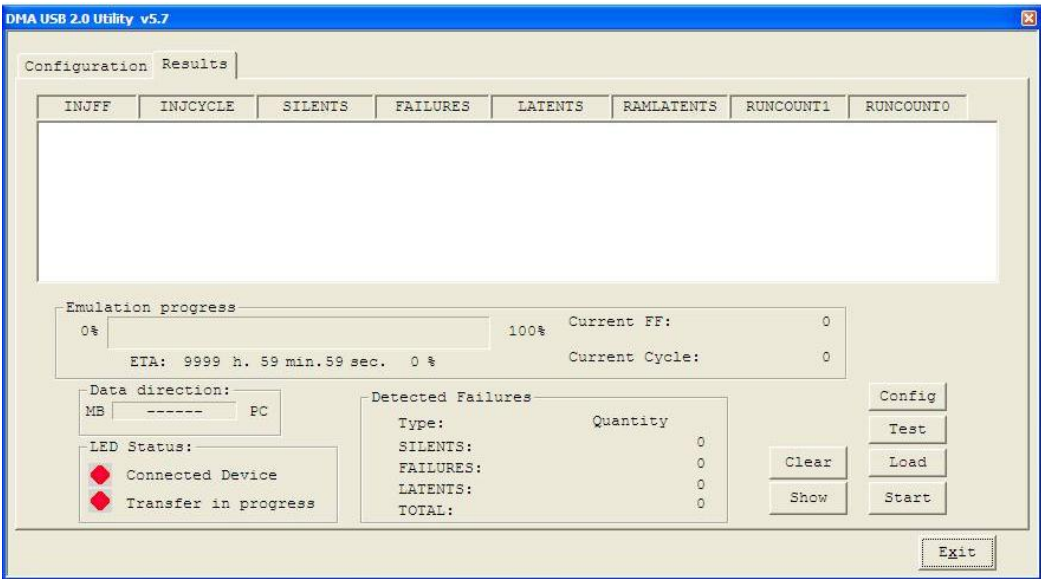 DMA USB 2.0 Utility v5.7
Configuration Results
INJFF INJCYCLE SILENTS FAILURES LATENTS RAMLATENTS RUNCOUNT1 RUNCOUNT0
Emulation progress
0% 100% Current FF: 0
ETA: 9999 h. 59 min. 59 sec. 0 % Current Cycle: 0
Data direction:
MB ------ PC
LED Status:
Connected Device
Transfer in progress
Detected Failures
Type: Quantity
SILENTS: 0
FAILURES: 0
LATENTS: 0
TOTAL: 0
Config
Test
Clear Load
Show Start
Exit